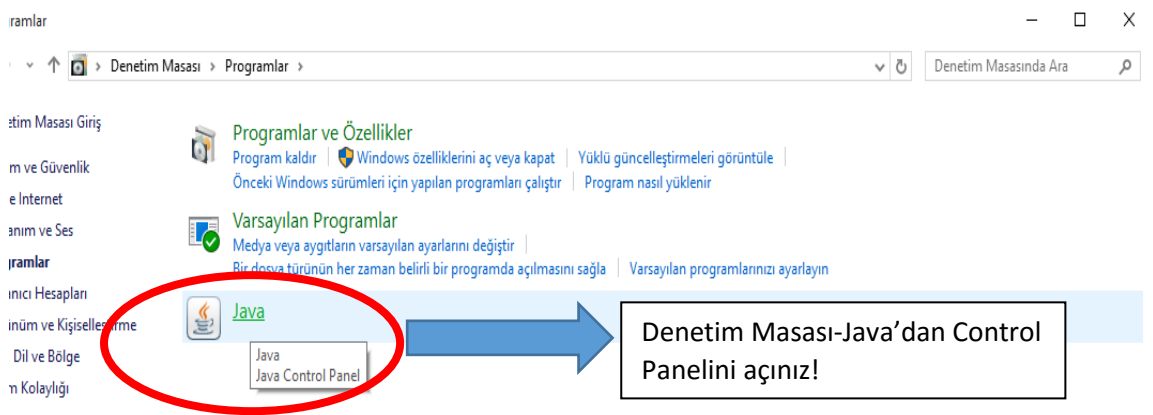 ramlar
Denetim Masası › Programlar ›
Denetim Masasında Ara
etim Masası Giriş
m ve Güvenlik
e Internet
anım ve Ses
gramlar
anıcı Hesapları
inüm ve Kişiselleştirme
Dil ve Bölge
m Kolaylığı
Programlar ve Özellikler
Program kaldır
Windows özelliklerini aç veya kapat
Yüklü güncelleştirmeleri görüntüle
Önceki Windows sürümleri için yapılan programları çalıştır
Program nasıl yüklenir
Varsayılan Programlar
Medya veya aygıtların varsayılan ayarlarını değiştir
Bir dosya türünün her zaman belirli bir programda açılmasını sağla
Varsayılan programlarınızı ayarlayın
Java
Java
Java Control Panel
Denetim Masası-Java’dan Control
Panelini açınız!